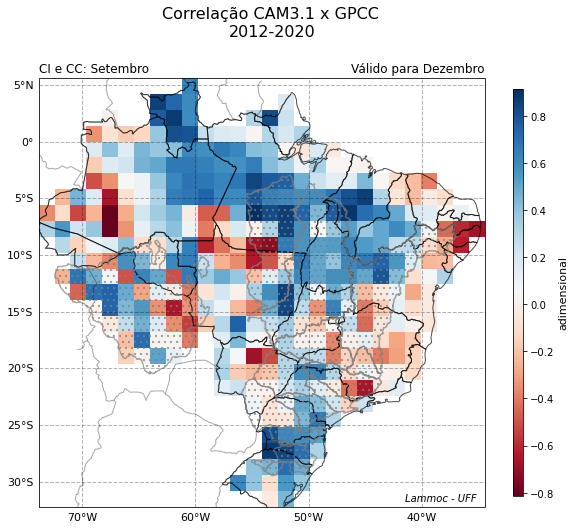 Correlação CAM3.1 x GPCC
2012-2020
CI e CC: Setembro
Válido para Dezembro
5°N
0°
5°S
10°S
15°S
20°S
25°S
30°S
70°W
60°W
50°W
40°W
Lammoc - UFF
0.8
0.6
0.4
0.2
0.0
−0.2
−0.4
−0.6
−0.8
adimensional